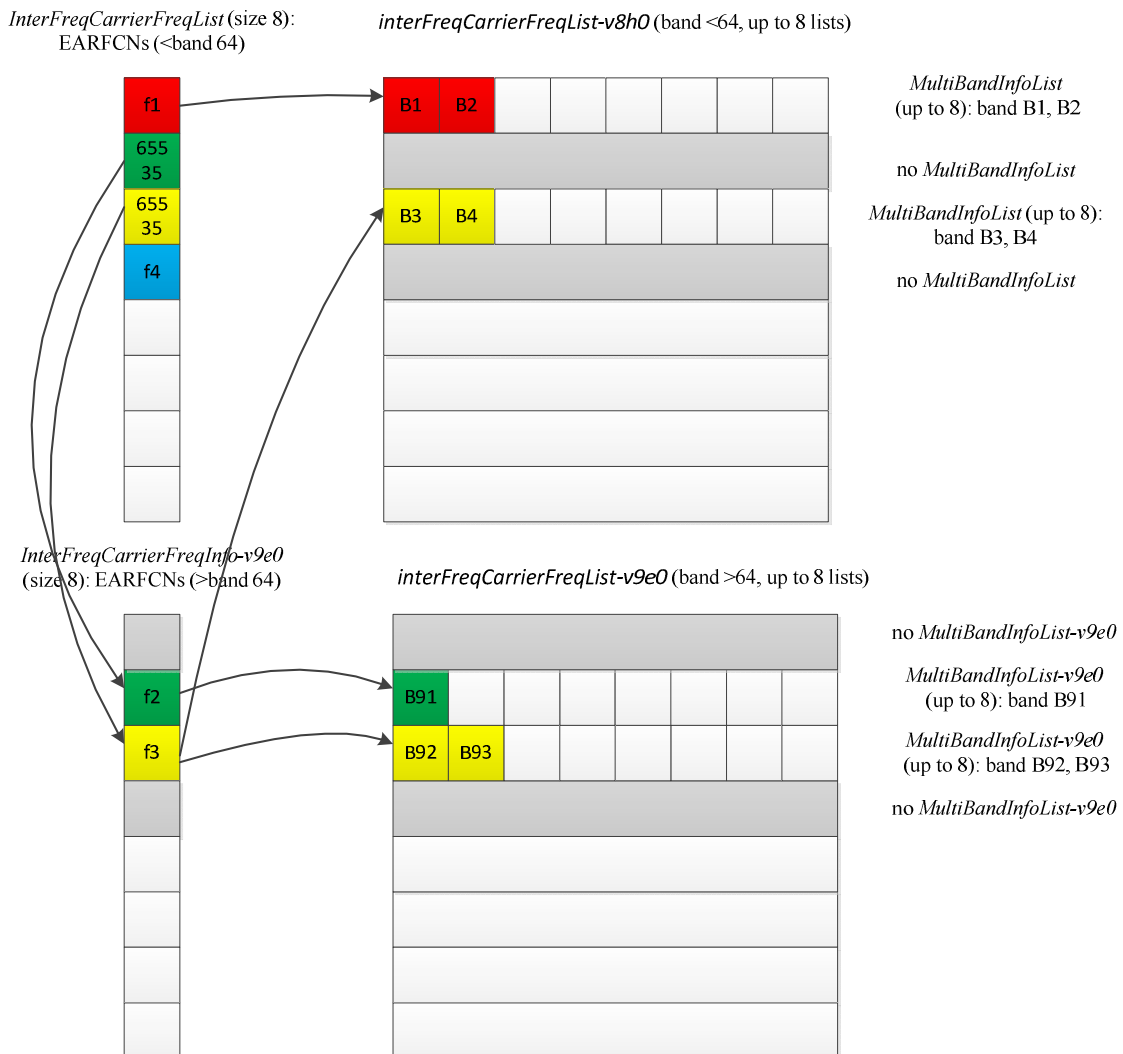 InterFreqCarrierFreqList (size 8):
EARFCNs (<band 64)
interFreqCarrierFreqList-v8h0 (band <64, up to 8 lists)
f1
B1 B2
MultiBandInfoList
(up to 8): band B1, B2
655
35
no MultiBandInfoList
655
35
B3 B4
MultiBandInfoList (up to 8):
band B3, B4
f4
no MultiBandInfoList
InterFreqCarrierFreqInfo-v9e0
(size 8): EARFCNs (>band 64)
interFreqCarrierFreqList-v9e0 (band >64, up to 8 lists)
no MultiBandInfoList-v9e0
f2
B91
MultiBandInfoList-v9e0
(up to 8): band B91
f3
B92 B93
MultiBandInfoList-v9e0
(up to 8): band B92, B93
no MultiBandInfoList-v9e0